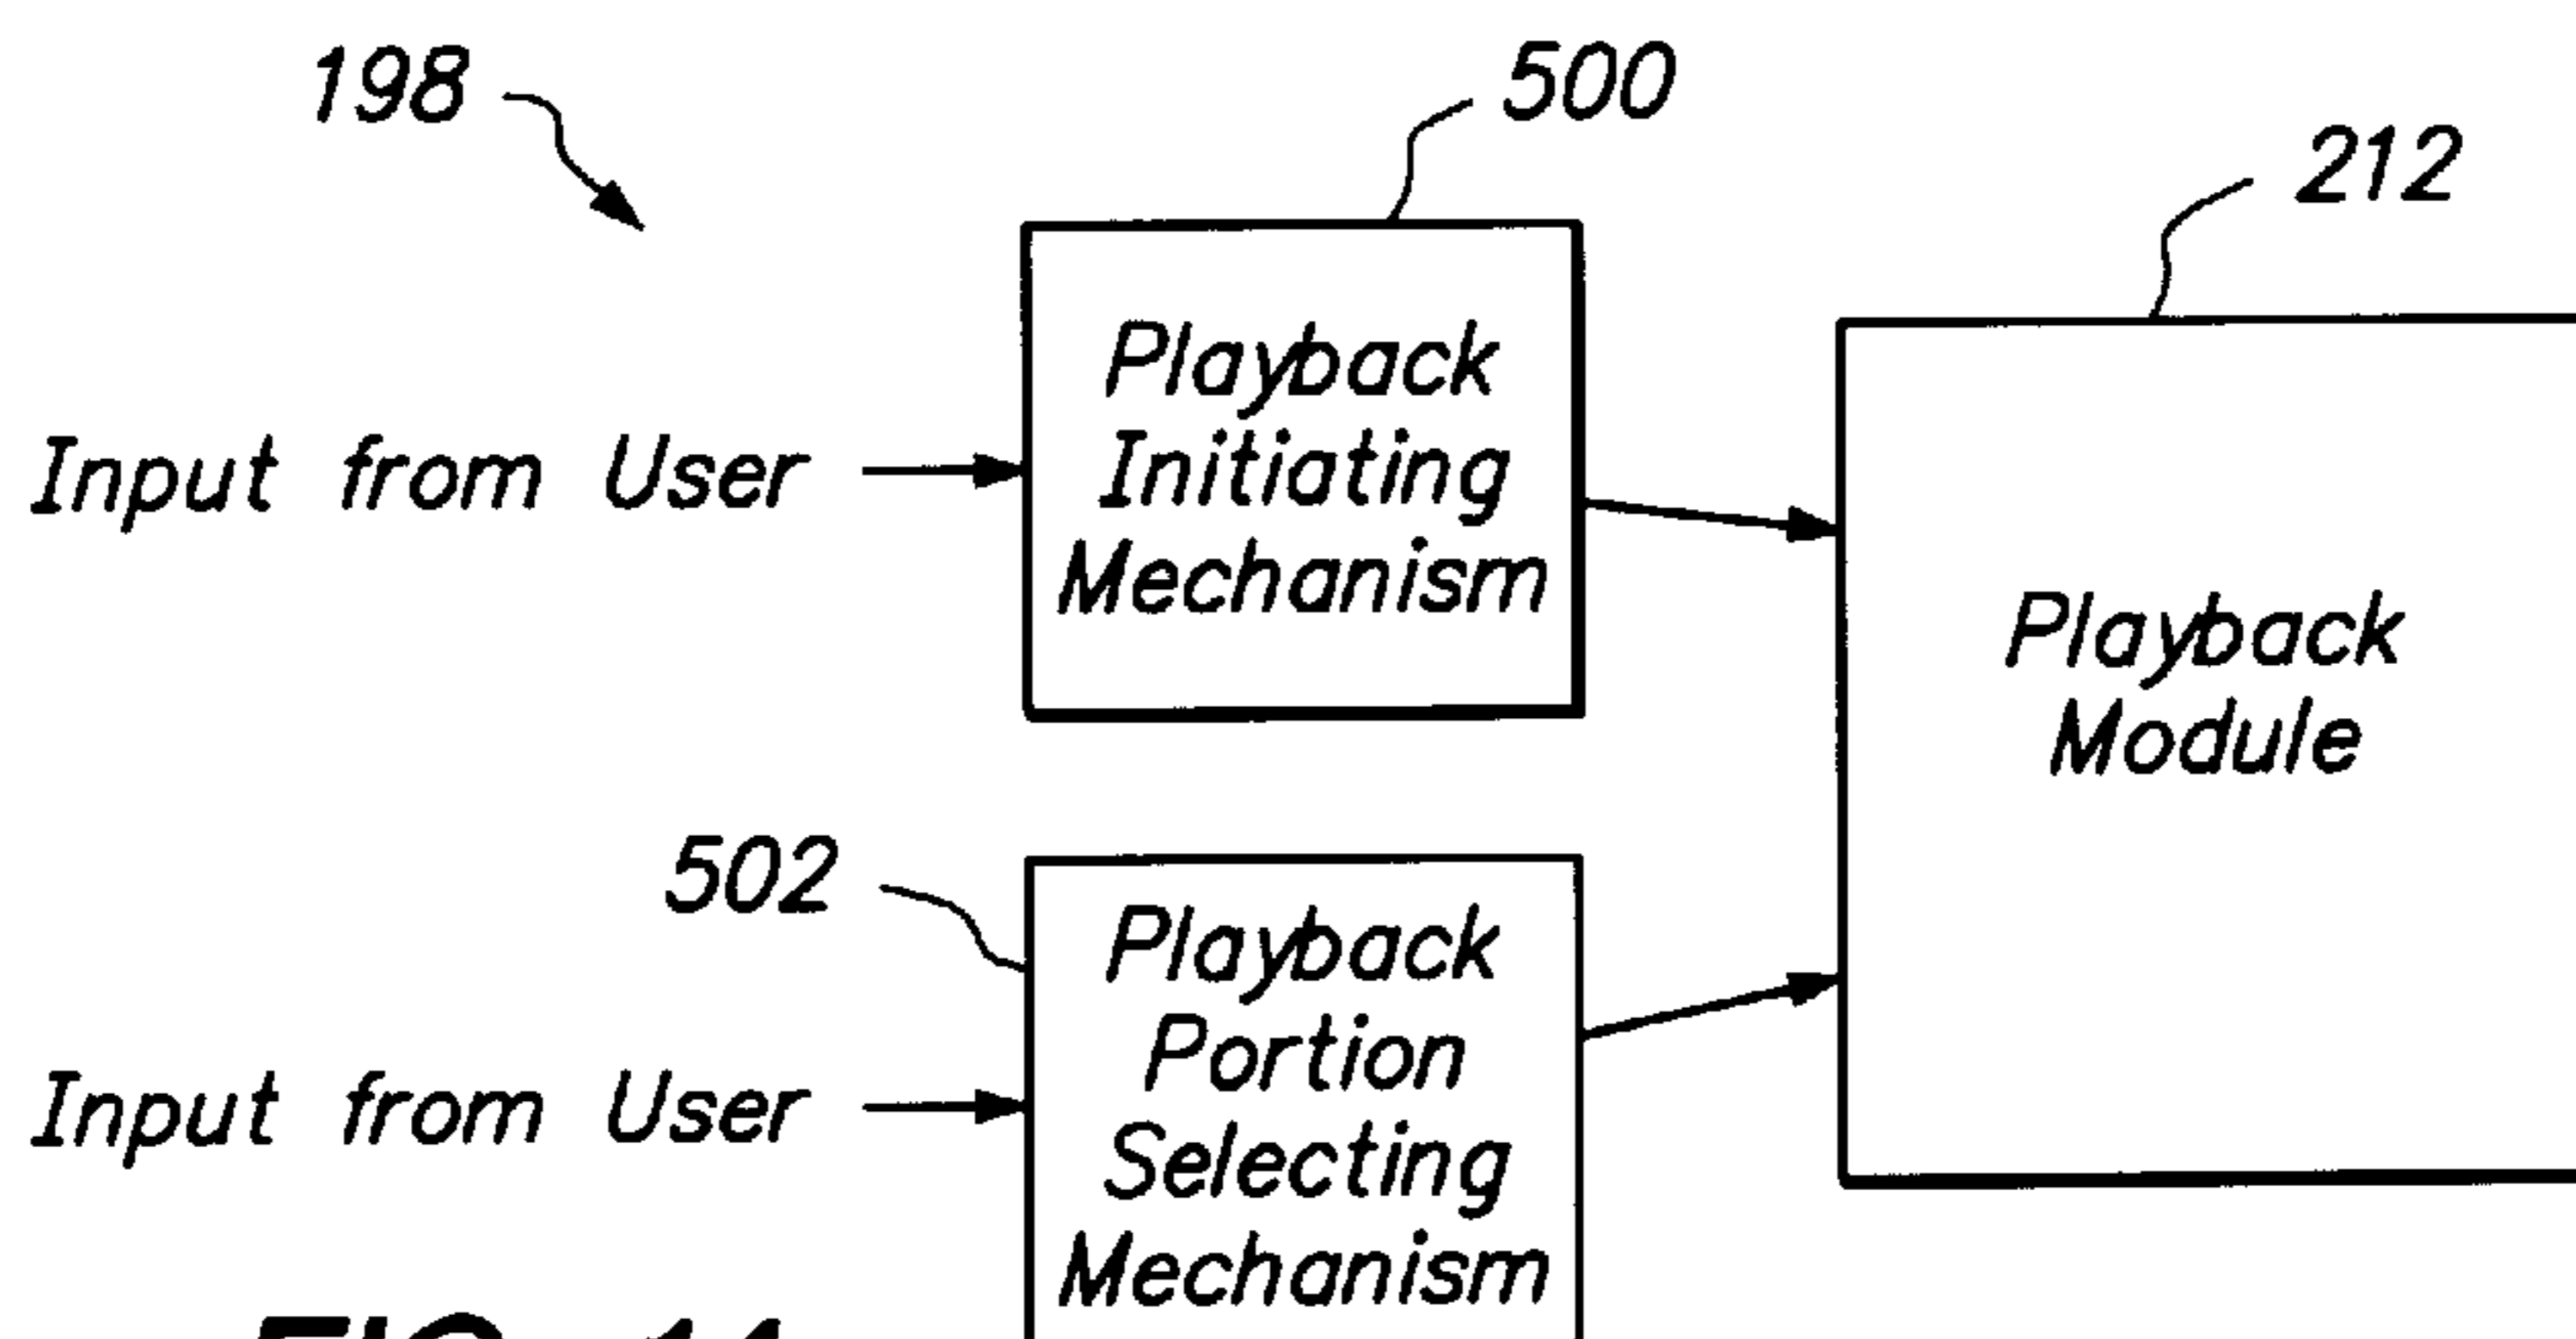 198
500
212
Input from User
Playback
Initiating
Mechanism
Playback
Module
502
Input from User
Playback
Portion
Selecting
Mechanism